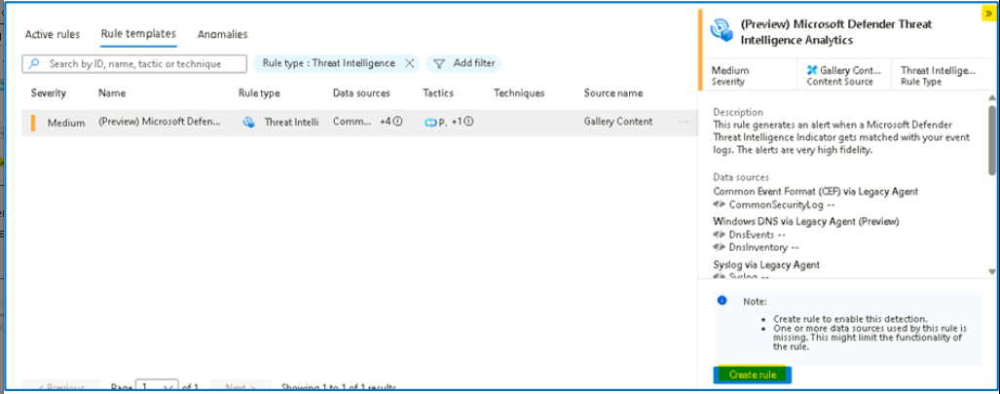 »
(Preview) Microsoft Defender Threat
Intelligence Analytics
Active rules Rule templates Anomalies
Search by ID, name, tactic or technique Rule type : Threat Intelligence Add filter
Medium Gallery Cont... Threat Intellige...
Severity Content Source Rule Type
Severity Name Rule type Data sources Tactics Techniques Source name
Medium (Preview) Microsoft Defen... Threat Intelli Comm... +4 P, +1 Gallery Content ...
Description
This rule generates an alert when a Microsoft Defender
Threat Intelligence Indicator gets matched with your event
logs. The alerts are very high fidelity.
Data sources
Common Event Format (CEF) via Legacy Agent
CommonSecurityLog --
Windows DNS via Legacy Agent (Preview)
DnsEvents --
DnsInventory --
Syslog via Legacy Agent
Syslog --
Note:
• Create rule to enable this detection.
• One or more data sources used by this rule is
missing. This might limit the functionality of
the rule.
Create rule
< Previous Page 1 of 1 Next > Showing 1 to 1 of 1 results